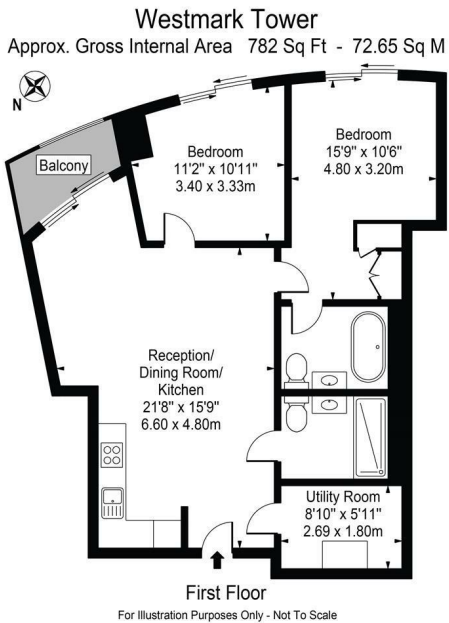 Westmark Tower
Approx. Gross Internal Area 782 Sq Ft - 72.65 Sq M
N
Balcony
Bedroom
11'2" x 10'11"
3.40 x 3.33m
Bedroom
15'9" x 10'6"
4.80 x 3.20m
Reception/
Dining Room/
Kitchen
21'8" x 15'9"
6.60 x 4.80m
Utility Room
8'10" x 5'11"
2.69 x 1.80m
First Floor
For Illustration Purposes Only - Not To Scale